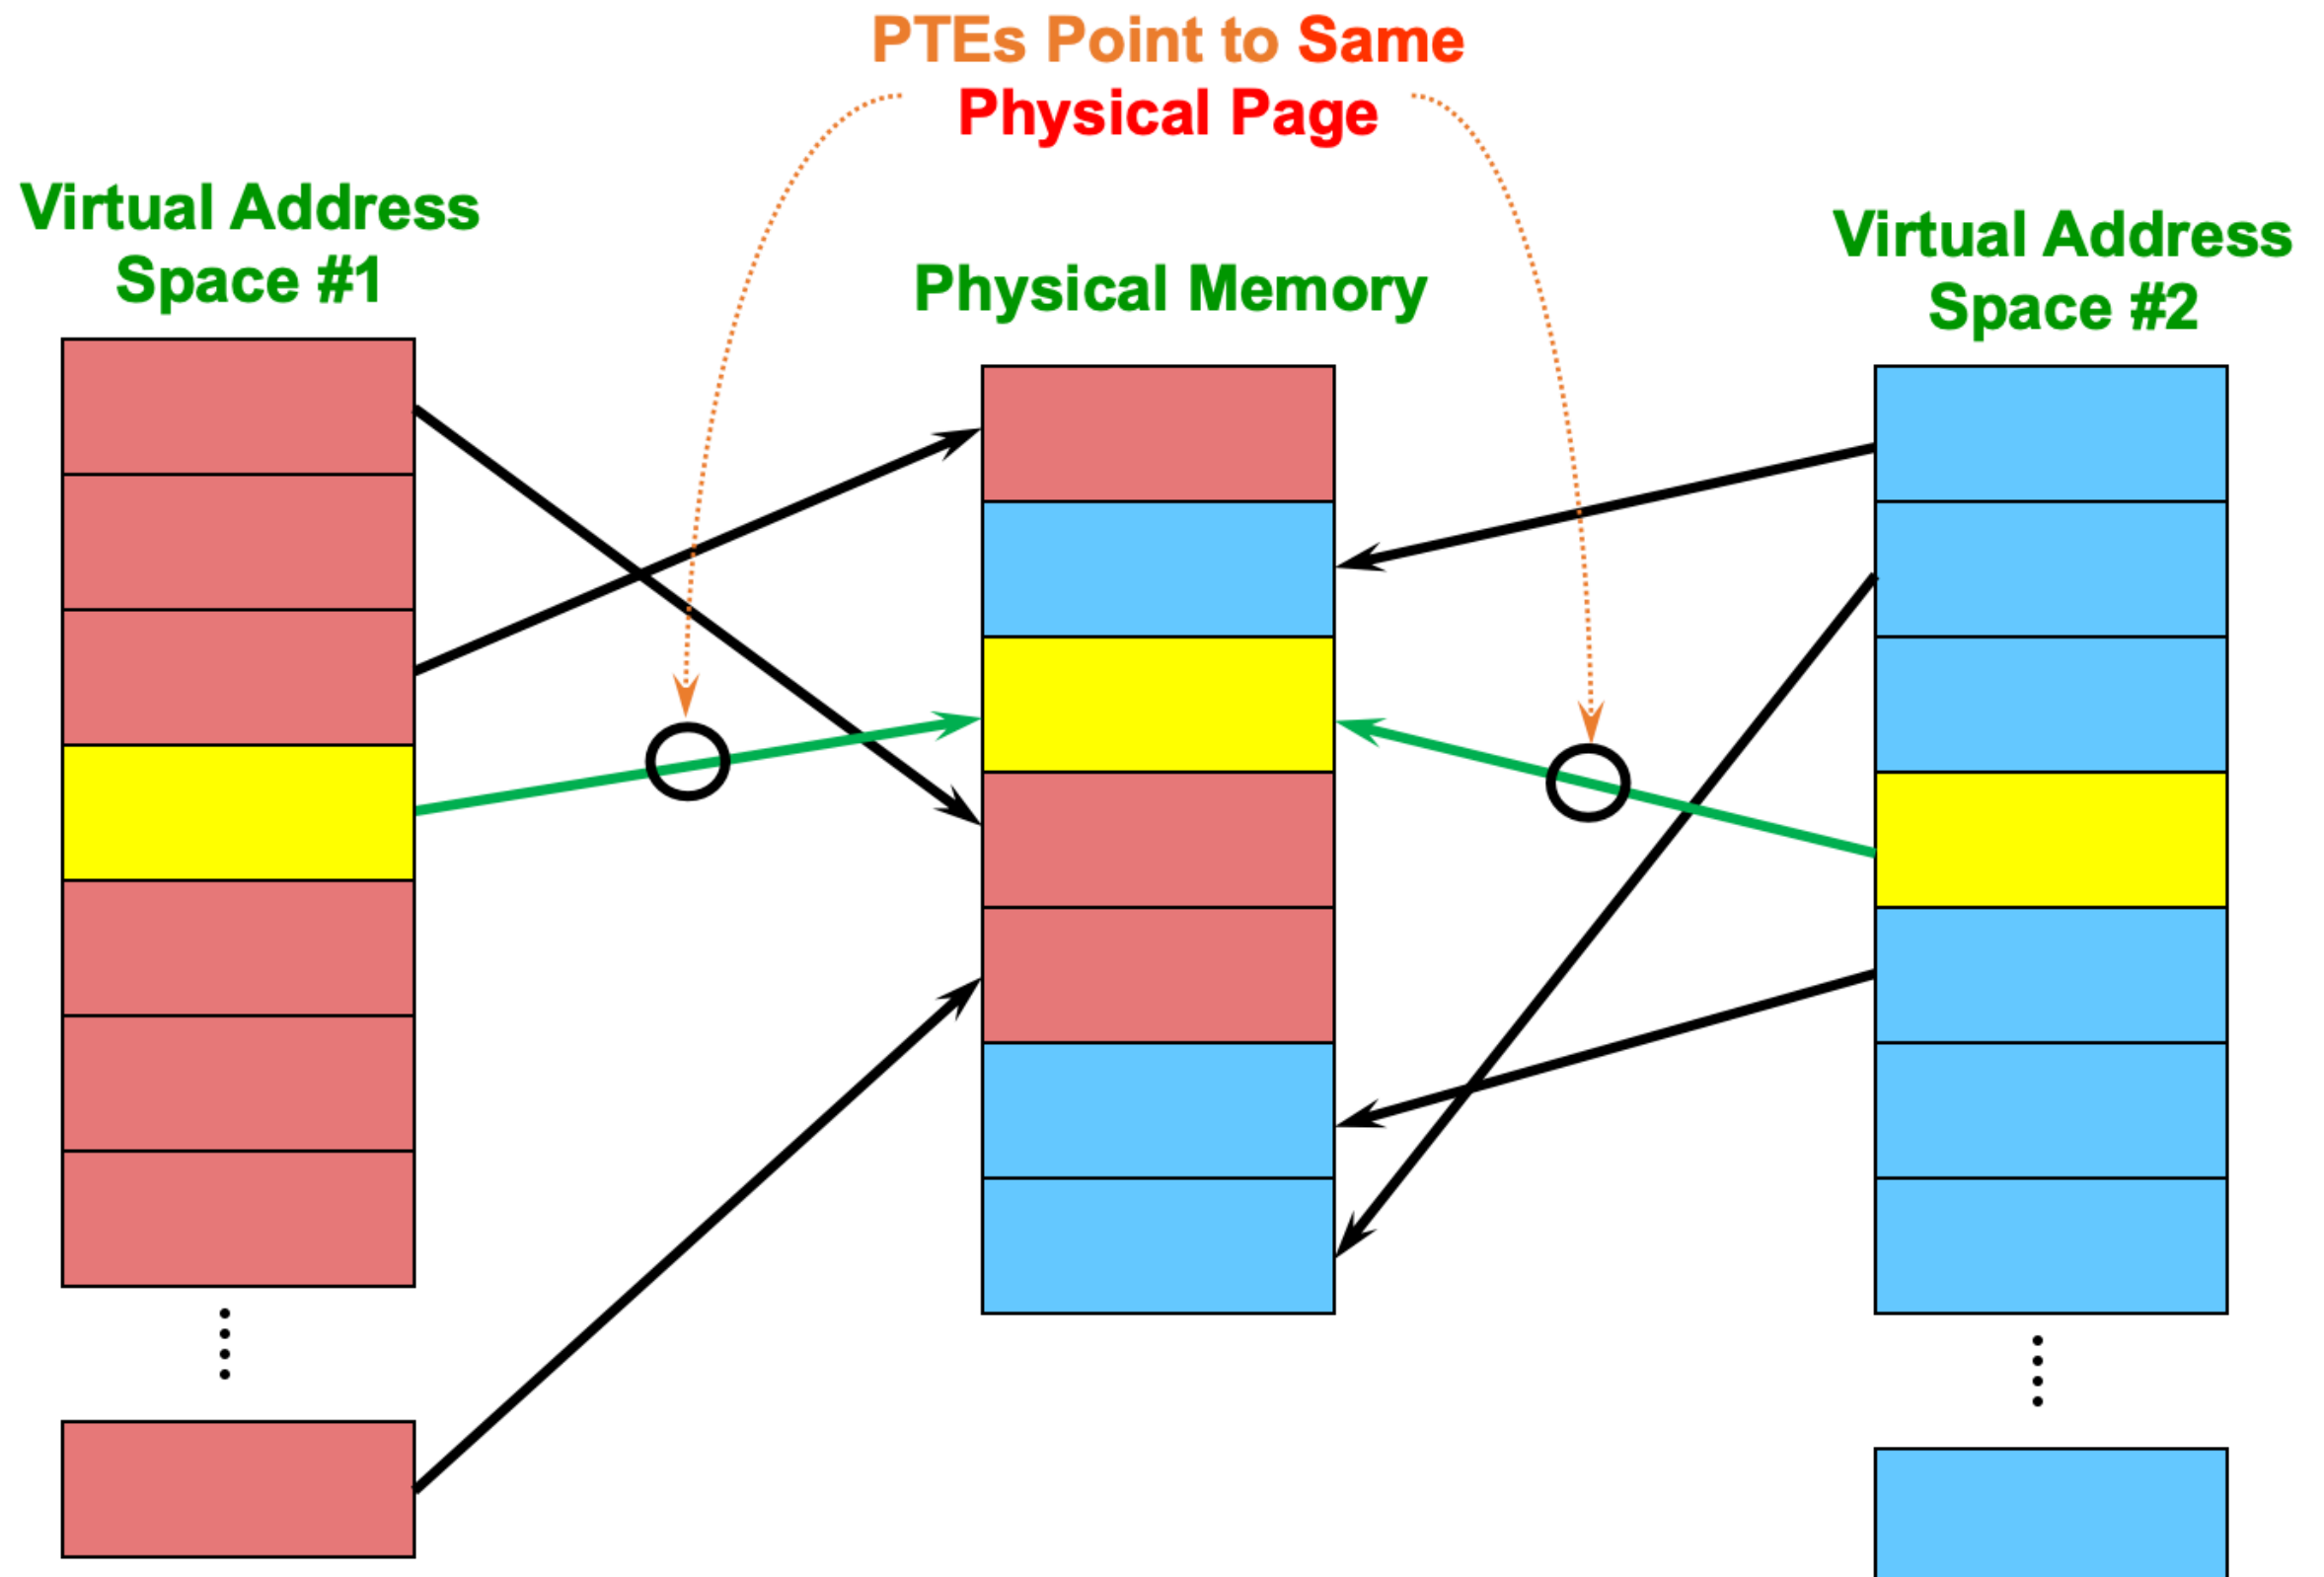 PTEs Point to Same
Physical Page
Virtual Address
Space #1
Physical Memory
Virtual Address
Space #2